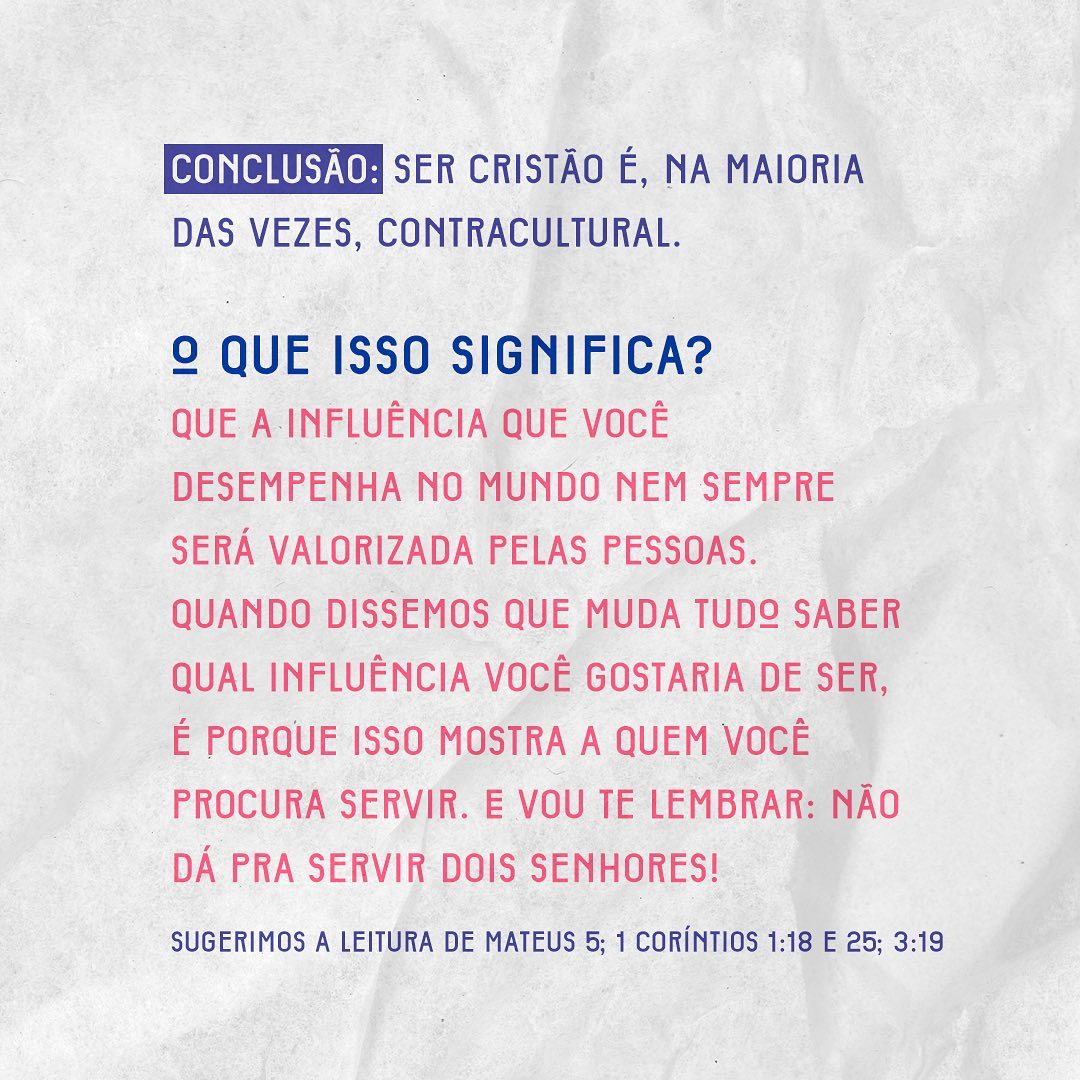 CONCLUSÃO: SER CRISTÃO É, NA MAIORIA
DAS VEZES, CONTRACULTURAL.
O QUE ISSO SIGNIFICA?
QUE A INFLUÊNCIA QUE VOCÊ
DESEMPENHA NO MUNDO NEM SEMPRE
SERÁ VALORIZADA PELAS PESSOAS.
QUANDO DISSEMOS QUE MUDA TUDO SABER
QUAL INFLUÊNCIA VOCÊ GOSTARIA DE SER,
É PORQUE ISSO MOSTRA A QUEM VOCÊ
PROCURA SERVIR. E VOU TE LEMBRAR: NÃO
DÁ PRA SERVIR DOIS SENHORES!
SUGERIMOS A LEITURA DE MATEUS 5; 1 CORÍNTIOS 1:18 E 25; 3:19